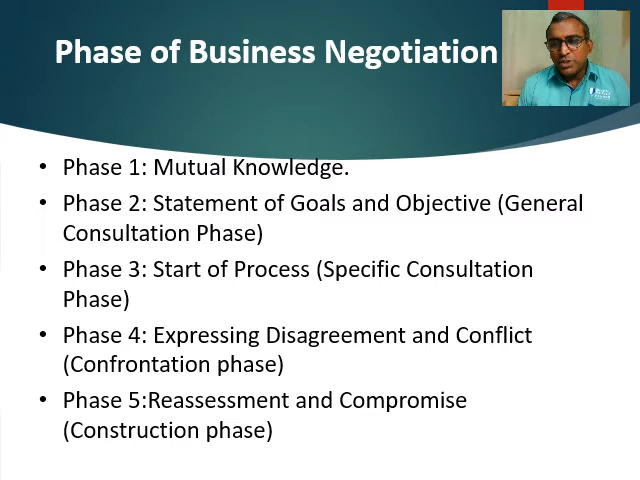 Phase of Business Negotiation
• Phase 1: Mutual Knowledge.
• Phase 2: Statement of Goals and Objective (General
Consultation Phase)
• Phase 3: Start of Process (Specific Consultation
Phase)
• Phase 4: Expressing Disagreement and Conflict
(Confrontation phase)
• Phase 5:Reassessment and Compromise
(Construction phase)